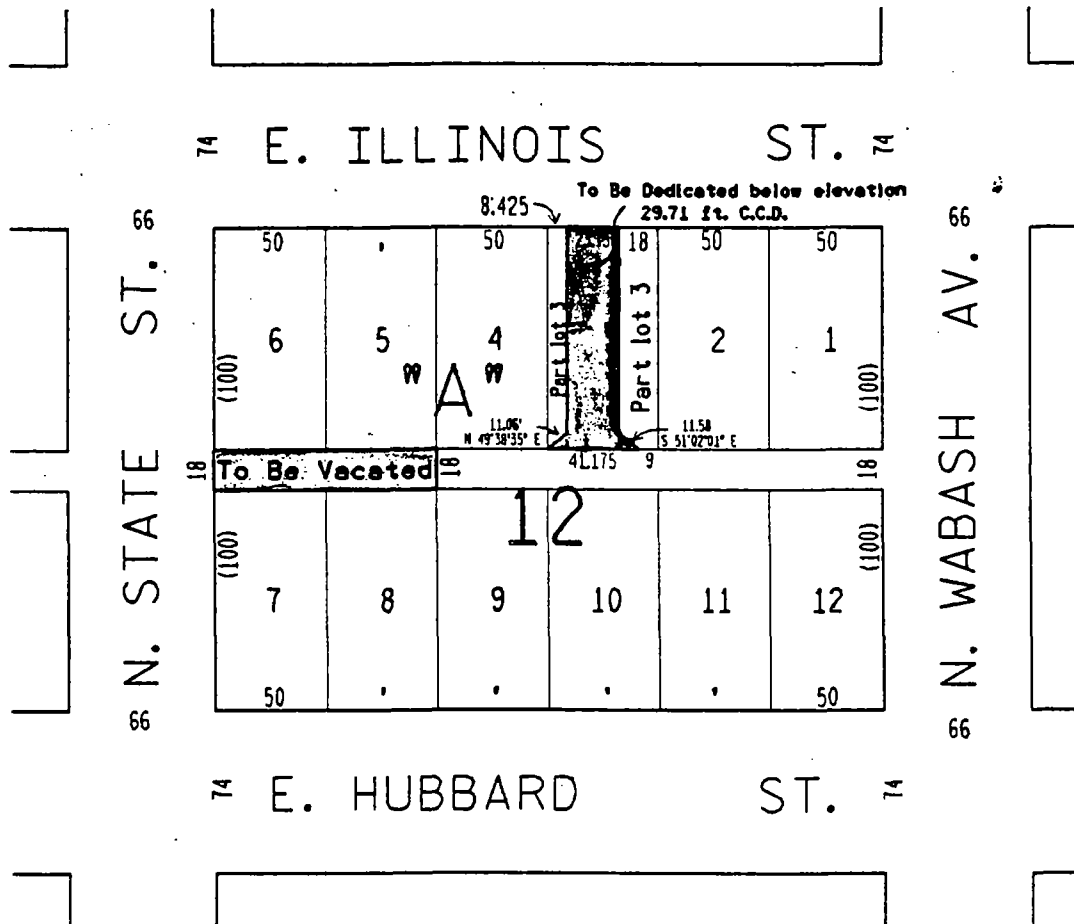 74 E. ILLINOIS ST. 74
To Be Dedicated below elevation
29.71 ft. C.C.D.
8.425
66
66
50 50 18 50 50
N. STATE ST.
N. WABASH AV.
6 5 4 Part lot 3 Part lot 3 2 1
(100)
(100)
"A"
11.06'
N 49°38'35" E
11.58
S 51°02'01" E
18 To Be Vacated 18 41.175 9 18
12
(100)
(100)
7 8 9 10 11 12
50 50
66
66
74 E. HUBBARD ST. 74